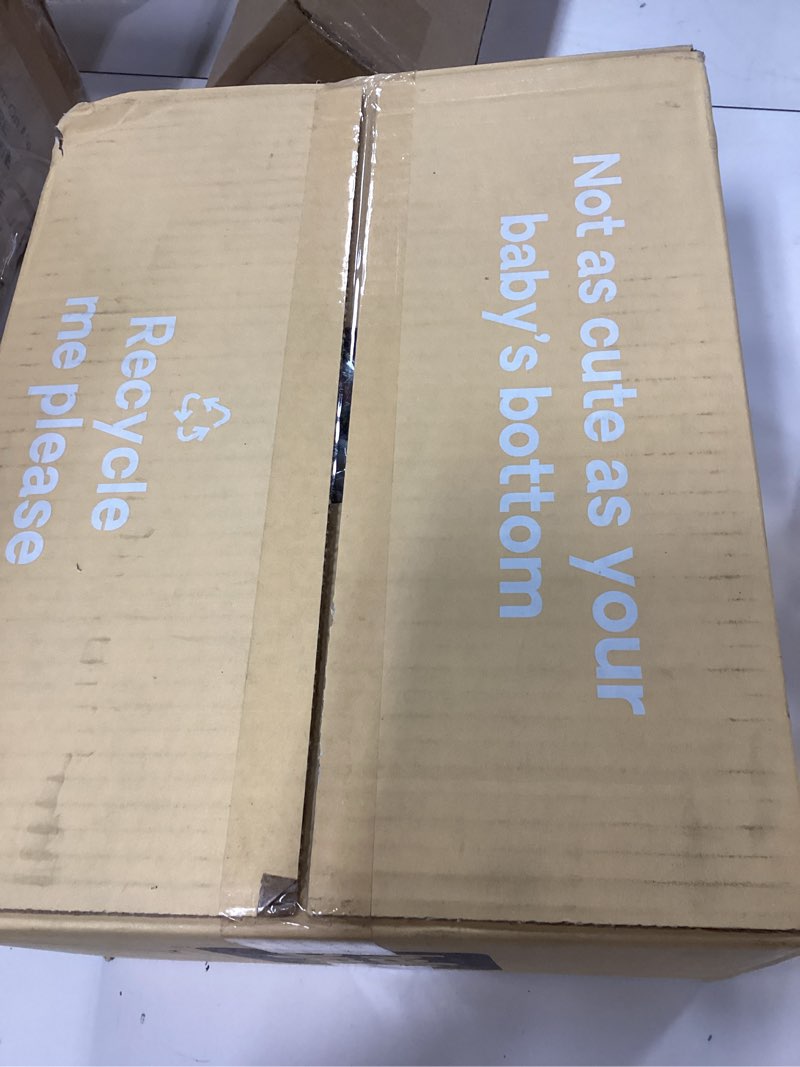 Not as cute as your
baby's bottom
Recycle
me please